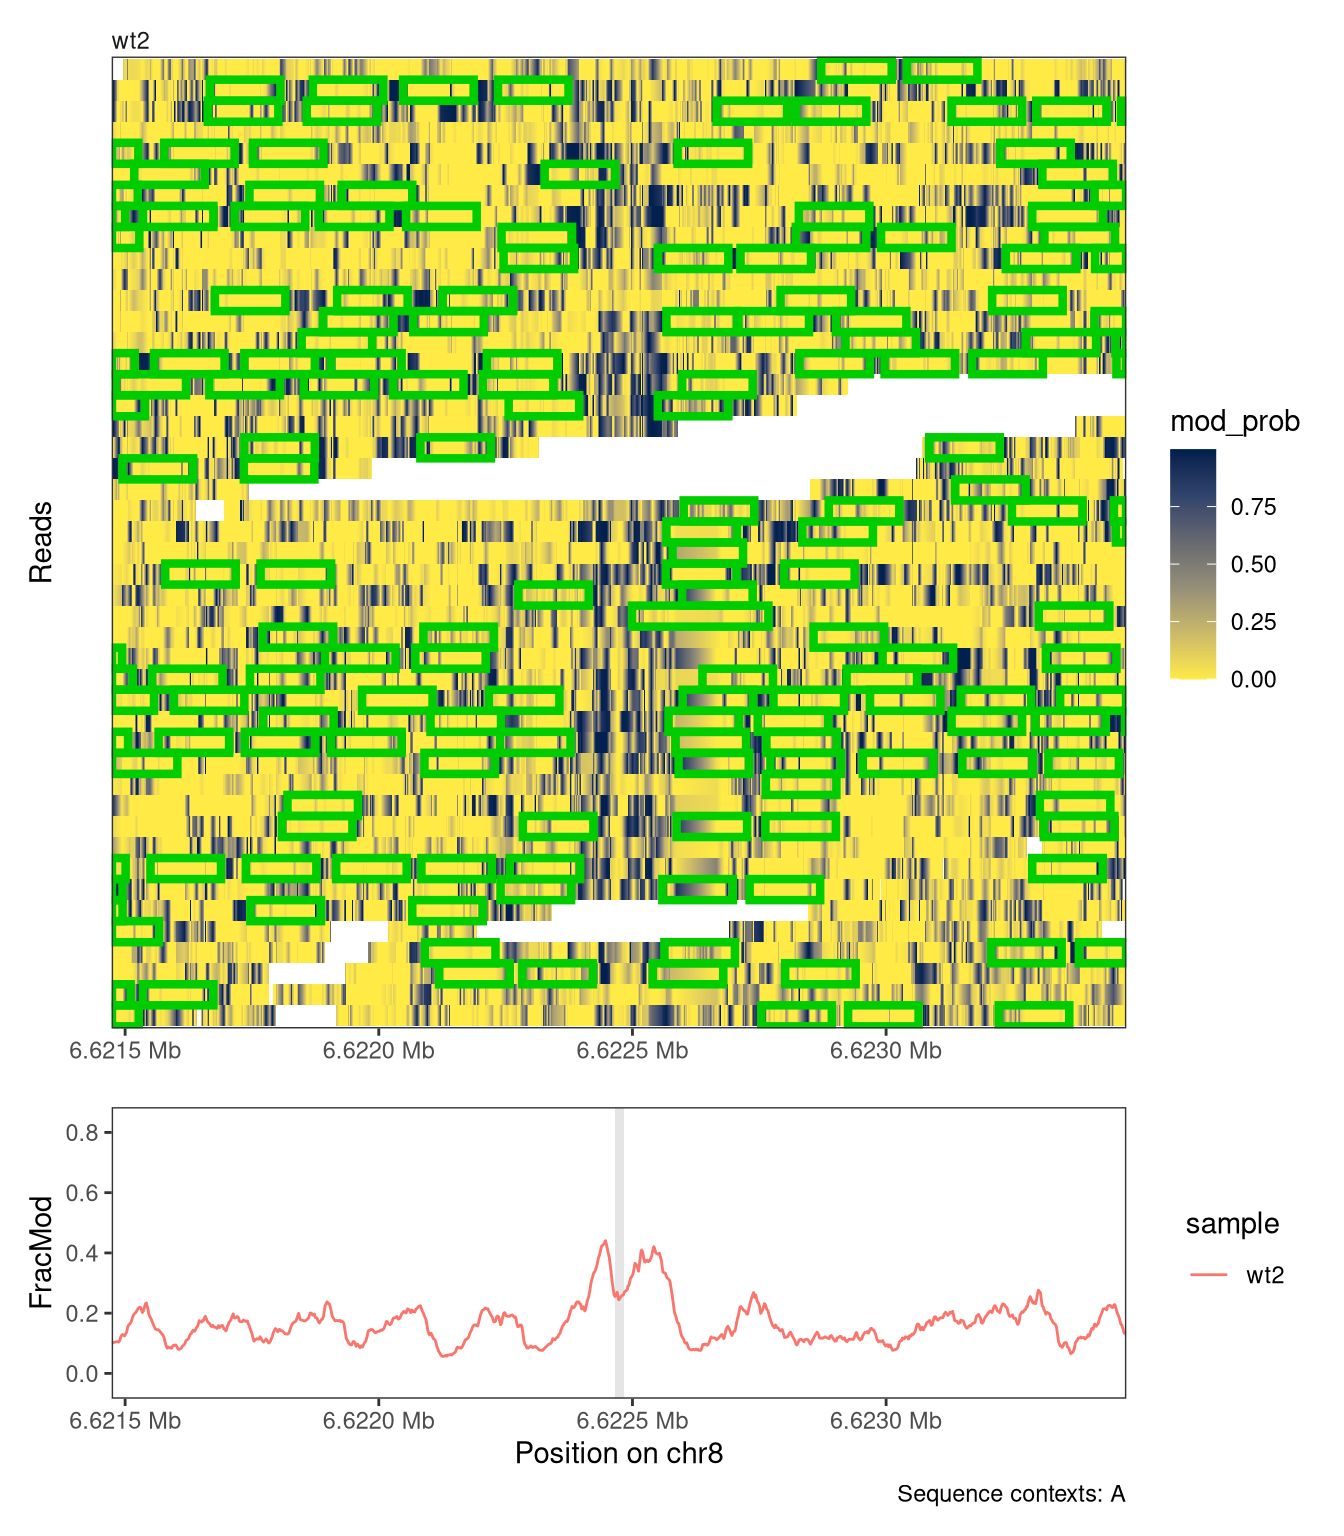 wt2
Reads
6.6215 Mb 6.6220 Mb 6.6225 Mb 6.6230 Mb
mod_prob
0.75
0.50
0.25
0.00
FracMod
0.8
0.6
0.4
0.2
0.0
6.6215 Mb 6.6220 Mb 6.6225 Mb 6.6230 Mb
Position on chr8
sample
wt2
Sequence contexts: A